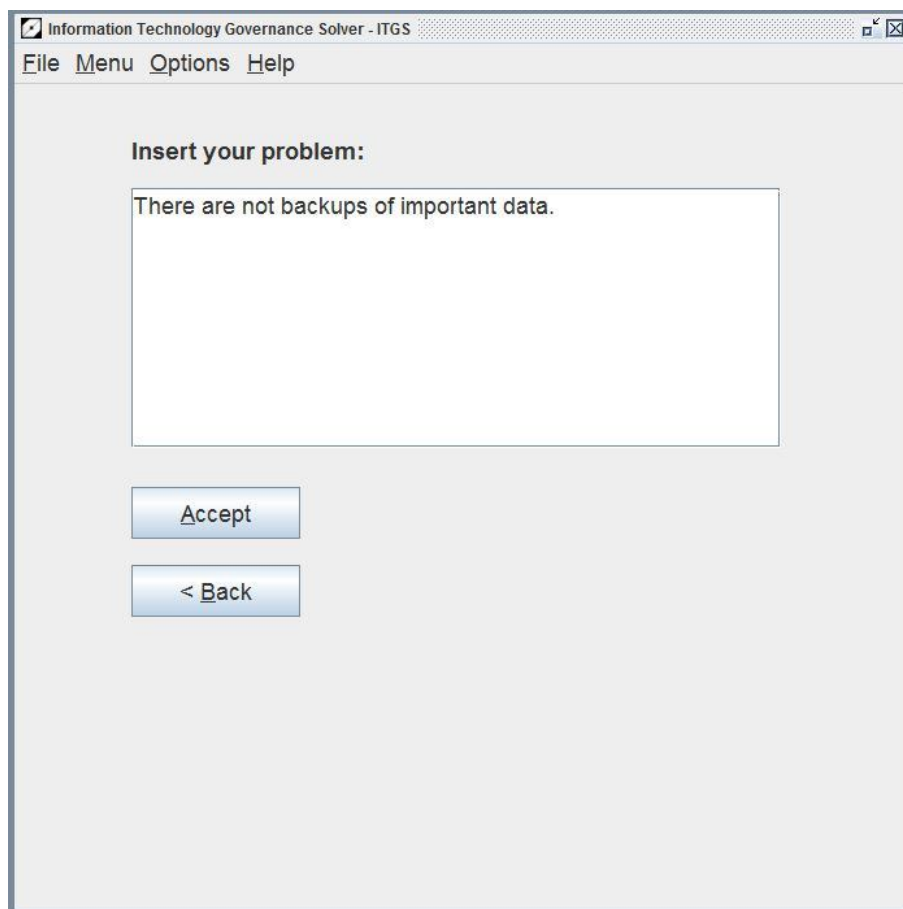 Information Technology Governance Solver - ITGS
File Menu Options Help
Insert your problem:
There are not backups of important data.
Accept
< Back